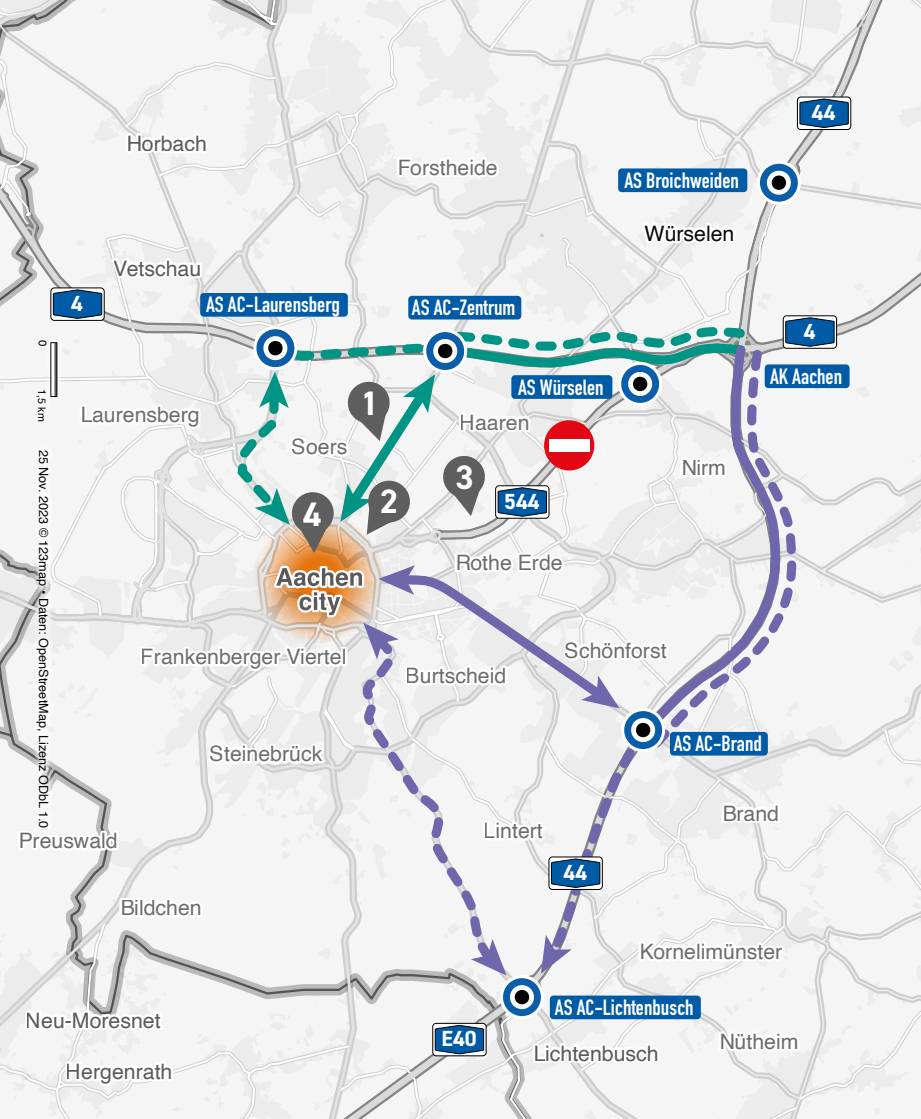 44
Horbach
Forstheide
AS Broichweiden
Würselen
Vetschau
4
AS AC-Laurensberg
AS AC-Zentrum
4
AK Aachen
AS Würselen
0
1,5 km
1
Laurensberg
Soers
Haaren
3
2
4
Nirm
544
Rothe Erde
Aachen
city
Frankenberger Viertel
Burtscheid
Schönforst
AS AC-Brand
Steinebrück
Brand
Lintert
Preuswald
25 Nov. 2023 © 123map • Daten: OpenStreetMap, Lizenz ODbL 1.0
44
Bildchen
Kornelimünster
AS AC-Lichtenbusch
Neu-Moresnet
E40
Lichtenbusch
Nütheim
Hergenrath